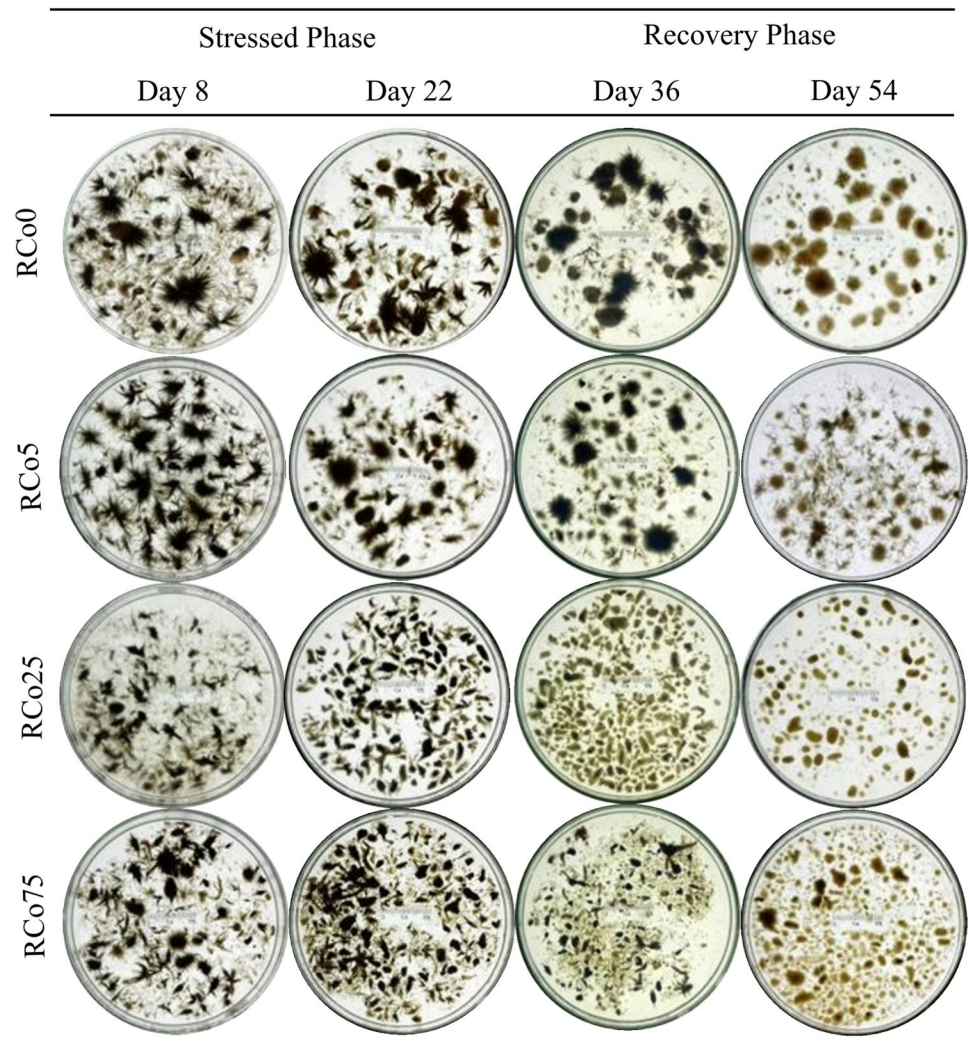 Stressed Phase Recovery Phase
Day 8 Day 22 Day 36 Day 54
RCo0
RCo5
RCo25
RCo75